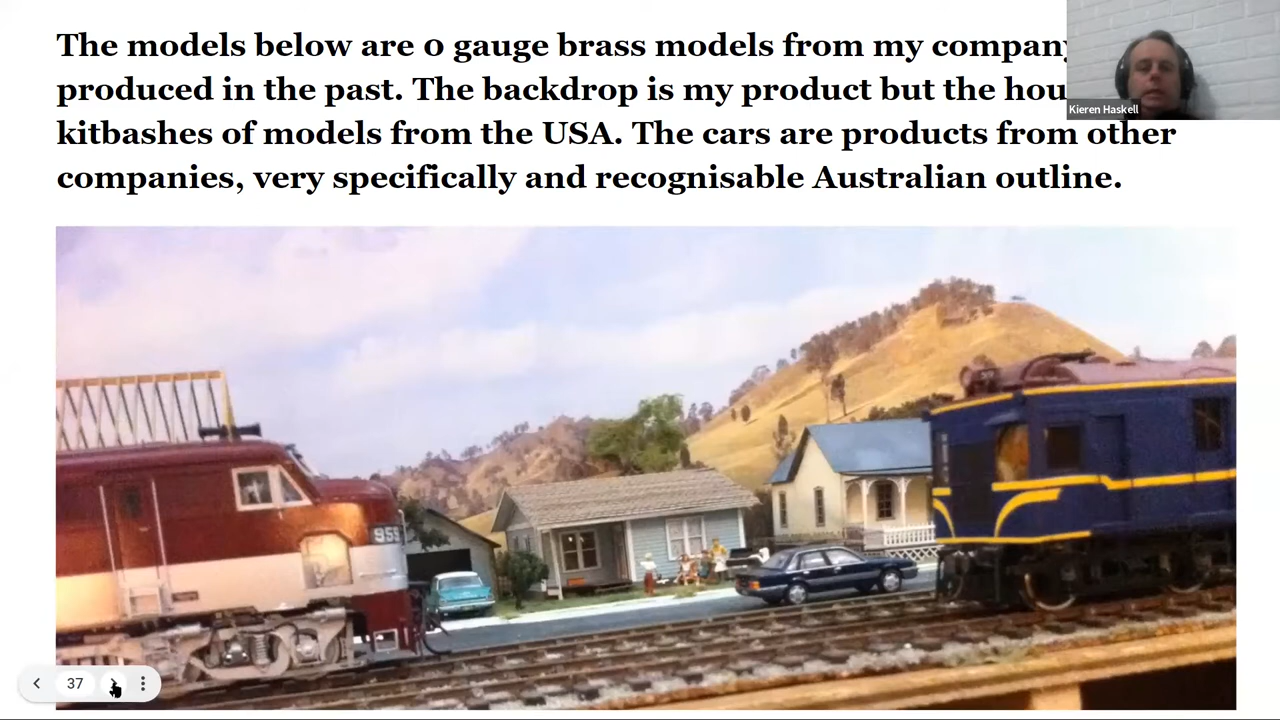 The models below are 0 gauge brass models from my company
produced in the past. The backdrop is my product but the
kitbashes of models from the USA. The cars are products from other
companies, very specifically and recognisable Australian outline.
Kieren Haskell
955
37